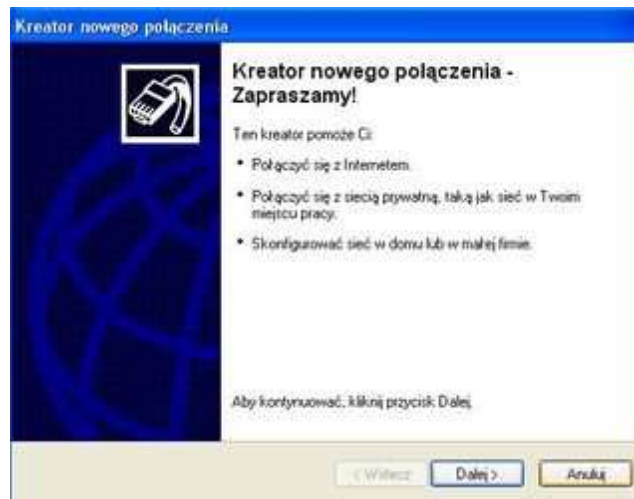 Kreator nowego połączenia
Kreator nowego połączenia -
Zapraszamy!
Ten kreator pomoże Ci:
• Połączyć się z Internetem.
• Połączyć się z siecią prywatną, taką jak sieć w Twoim
miejscu pracy.
• Skonfigurować sieć w domu lub w małej firmie.
Aby kontynuować, kliknij przycisk Dalej.
< Wstecz Dalej > Anuluj